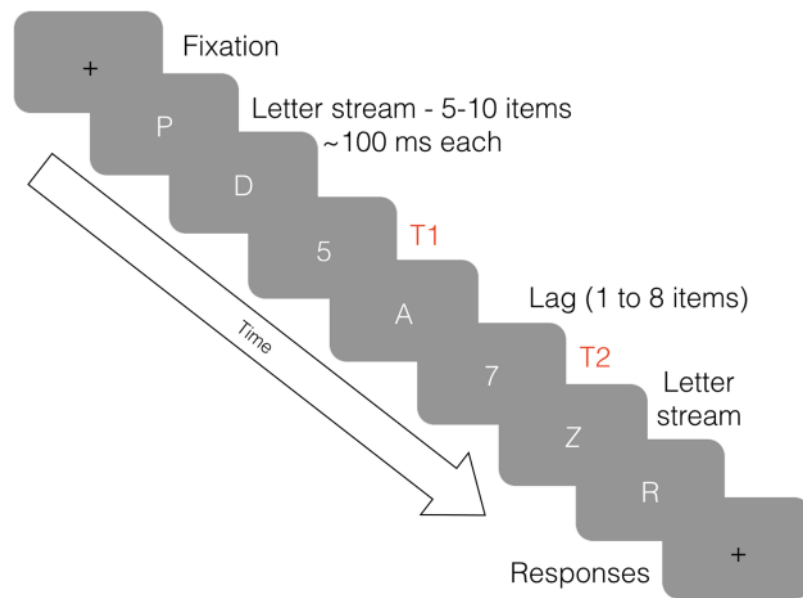 +
Fixation
P
Letter stream - 5-10 items
~100 ms each
D
5
T1
A
Lag (1 to 8 items)
7
T2
Letter
stream
Z
R
Time
Responses
+